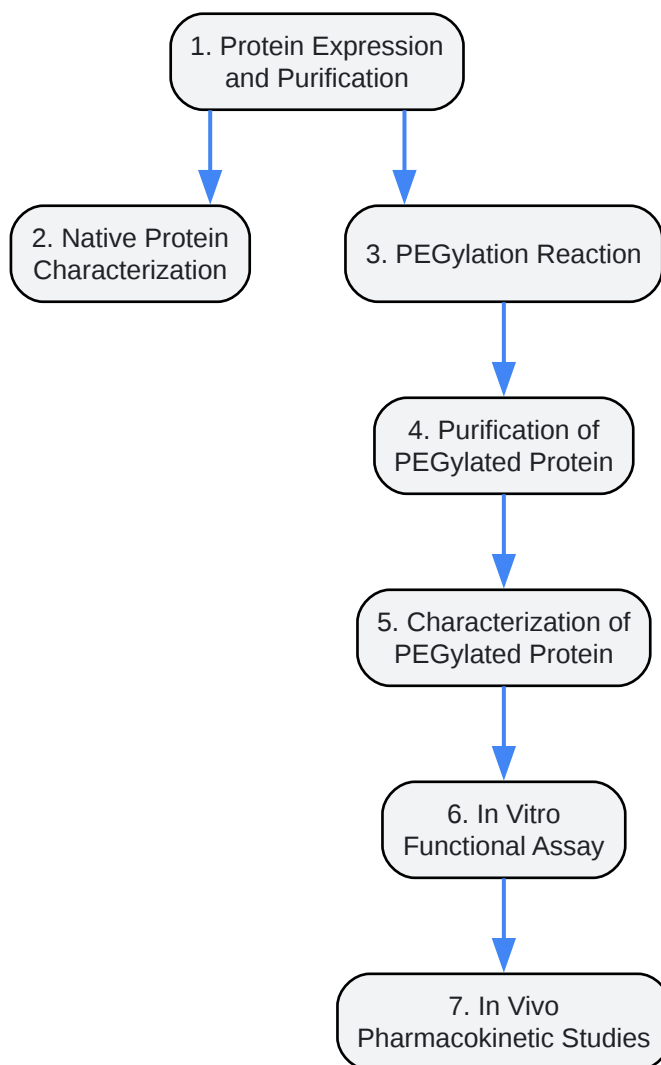 1. Protein Expression
and Purification
2. Native Protein
Characterization
3. PEGylation Reaction
4. Purification of
PEGylated Protein
5. Characterization of
PEGylated Protein
6. In Vitro
Functional Assay
7. In Vivo
Pharmacokinetic Studies